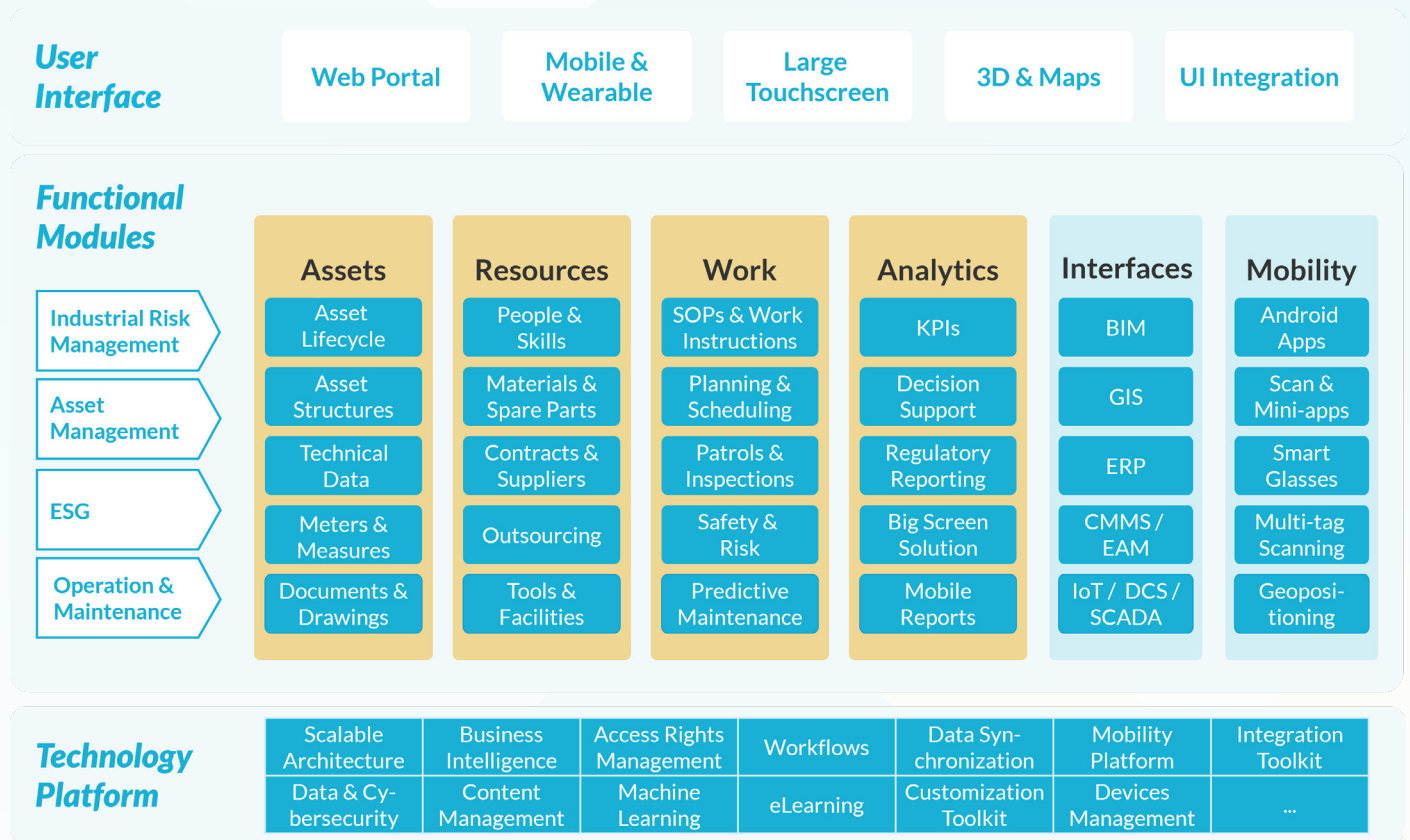 User
Interface
Web Portal
Mobile &
Wearable
Large
Touchscreen
3D & Maps
UI Integration
Functional
Modules
Industrial Risk
Management
Asset
Management
ESG
Operation &
Maintenance
Assets
Asset
Lifecycle
Asset
Structures
Technical
Data
Meters &
Measures
Documents &
Drawings
Resources
People &
Skills
Materials &
Spare Parts
Contracts &
Suppliers
Outsourcing
Tools &
Facilities
Work
SOPs & Work
Instructions
Planning &
Scheduling
Patrols &
Inspections
Safety &
Risk
Predictive
Maintenance
Analytics
KPIs
Decision
Support
Regulatory
Reporting
Big Screen
Solution
Mobile
Reports
Interfaces
BIM
GIS
ERP
CMMS /
EAM
IoT / DCS /
SCADA
Mobility
Android
Apps
Scan &
Mini-apps
Smart
Glasses
Multi-tag
Scanning
Geoposi-
tioning
Technology
Platform
Scalable
Architecture
Business
Intelligence
Access Rights
Management
Workflows
Data Syn-
chronization
Mobility
Platform
Integration
Toolkit
Data & Cy-
bersecurity
Content
Management
Machine
Learning
eLearning
Customization
Toolkit
Devices
Management
...